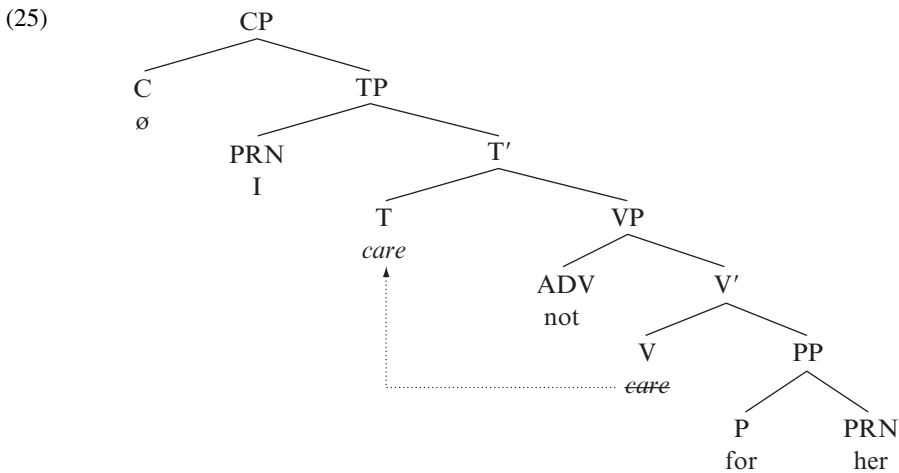 (25) CP
C TP
ø
PRN T′
I
T VP
care
ADV V′
not
V PP
care
P PRN
for her